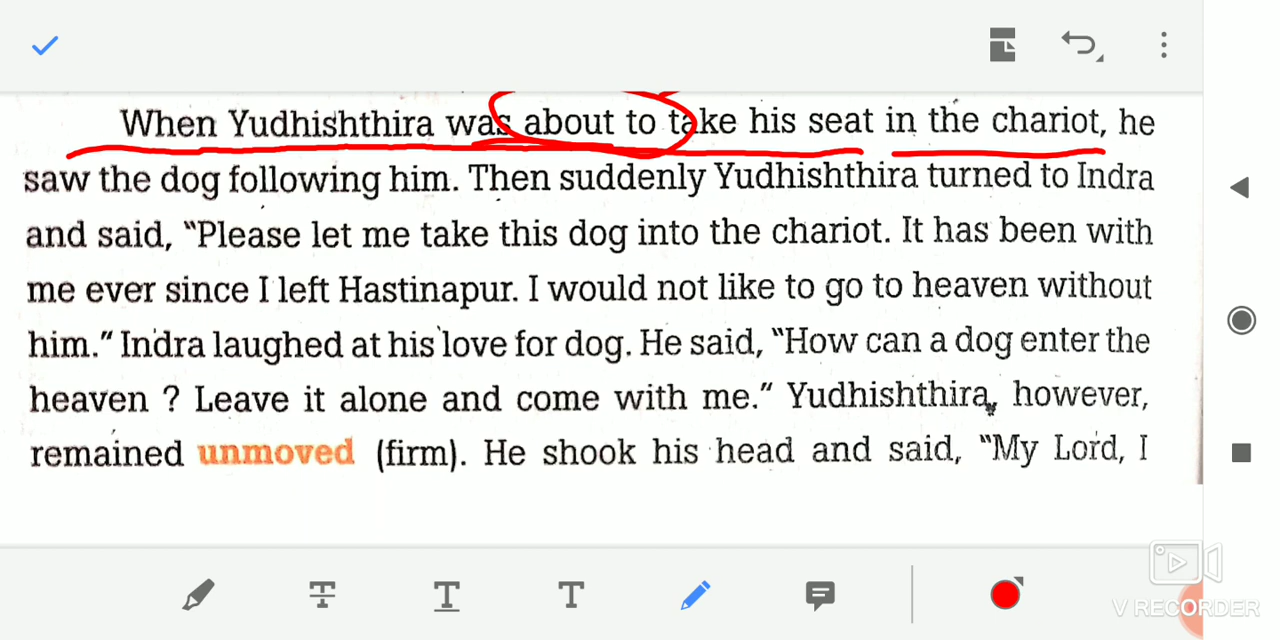 When Yudhishthira was about to take his seat in the chariot, he
saw the dog following him. Then suddenly Yudhishthira turned to Indra
and said, "Please let me take this dog into the chariot. It has been with
me ever since I left Hastinapur. I would not like to go to heaven without
him." Indra laughed at his love for dog. He said, "How can a dog enter the
heaven ? Leave it alone and come with me." Yudhishthira, however,
remained unmoved (firm). He shook his head and said, "My Lord, I
T T T
V RECORDER